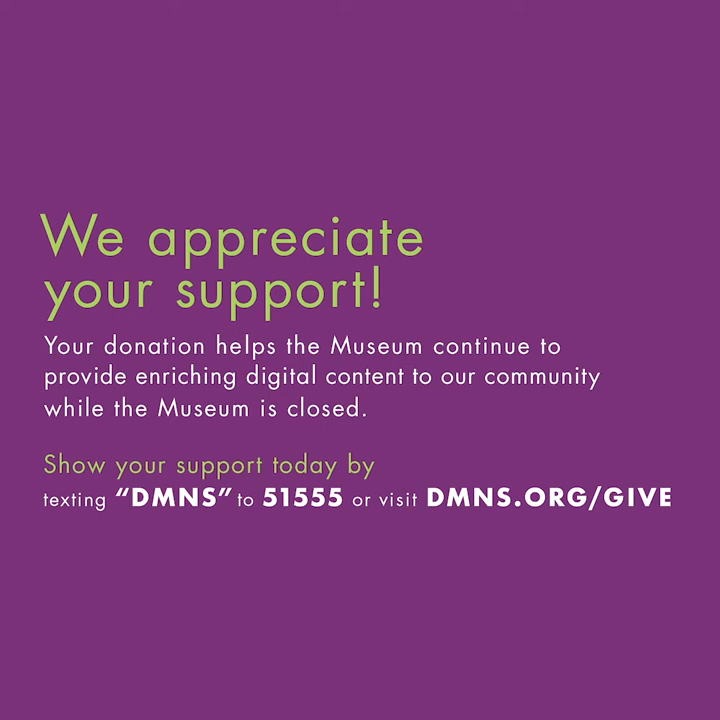 We appreciate
your support!
Your donation helps the Museum continue to
provide enriching digital content to our community
while the Museum is closed.
Show your support today by
texting “DMNS” to 51555 or visit DMNS.ORG/GIVE